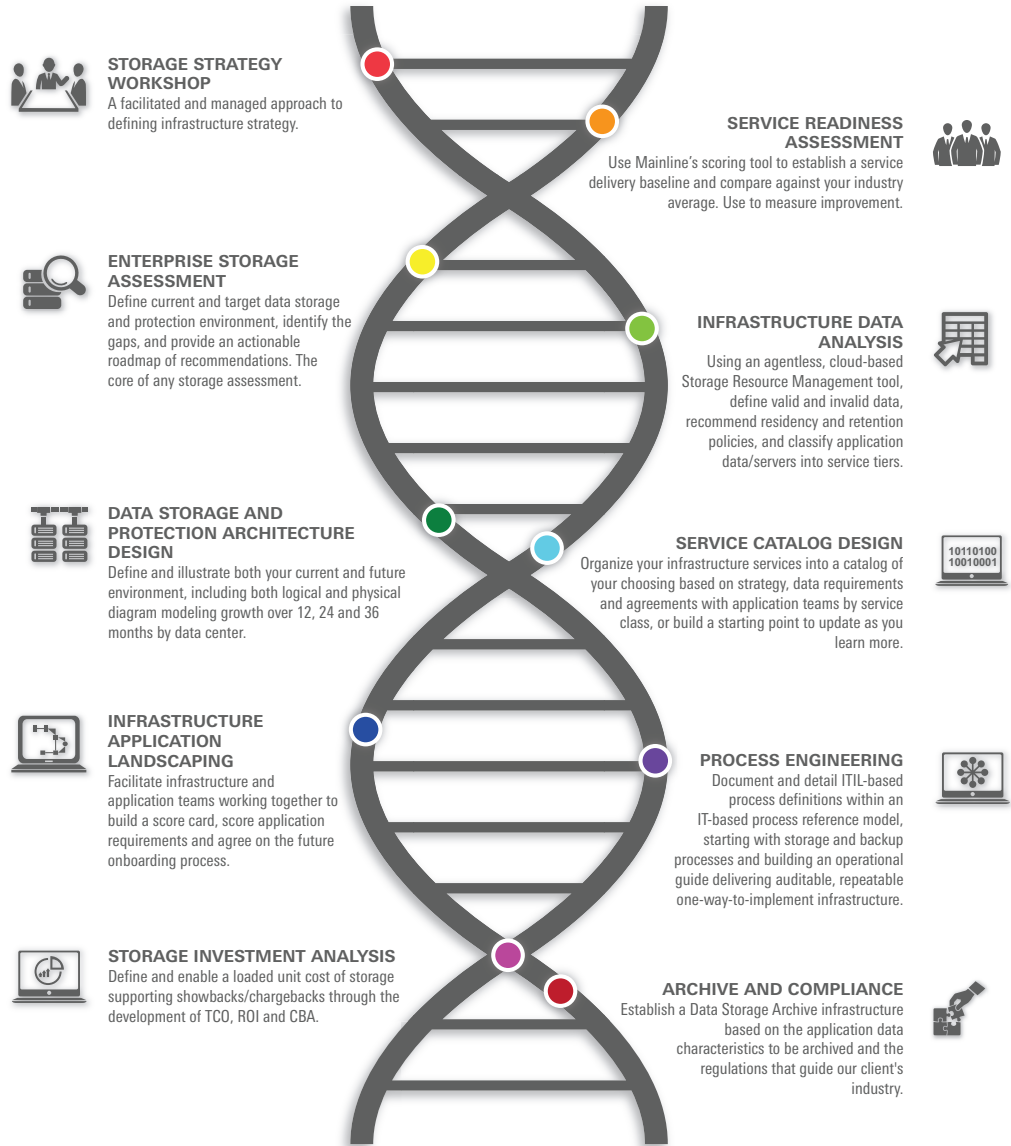 STORAGE STRATEGY
WORKSHOP
A facilitated and managed approach to
defining infrastructure strategy.
SERVICE READINESS
ASSESSMENT
Use Mainline's scoring tool to establish a service
delivery baseline and compare against your industry
average. Use to measure improvement.
ENTERPRISE STORAGE
ASSESSMENT
Define current and target data storage
and protection environment, identify the
gaps, and provide an actionable
roadmap of recommendations. The
core of any storage assessment.
INFRASTRUCTURE DATA
ANALYSIS
Using an agentless, cloud-based
Storage Resource Management tool,
define valid and invalid data,
recommend residency and retention
policies, and classify application
data/servers into service tiers.
DATA STORAGE AND
PROTECTION ARCHITECTURE
DESIGN
Define and illustrate both your current and future
environment, including both logical and physical
diagram modeling growth over 12, 24 and 36
months by data center.
SERVICE CATALOG DESIGN
Organize your infrastructure services into a catalog of
your choosing based on strategy, data requirements
and agreements with application teams by service
class, or build a starting point to update as you
learn more.
10110100
10010001
INFRASTRUCTURE
APPLICATION
LANDSCAPING
Facilitate infrastructure and
application teams working together to
build a score card, score application
requirements and agree on the future
onboarding process.
PROCESS ENGINEERING
Document and detail ITIL-based
process definitions within an
IT-based process reference model,
starting with storage and backup
processes and building an operational
guide delivering auditable, repeatable
one-way-to-implement infrastructure.
STORAGE INVESTMENT ANALYSIS
Define and enable a loaded unit cost of storage
supporting showbacks/chargebacks through the
development of TCO, ROI and CBA.
ARCHIVE AND COMPLIANCE
Establish a Data Storage Archive infrastructure
based on the application data
characteristics to be archived and the
regulations that guide our client's
industry.